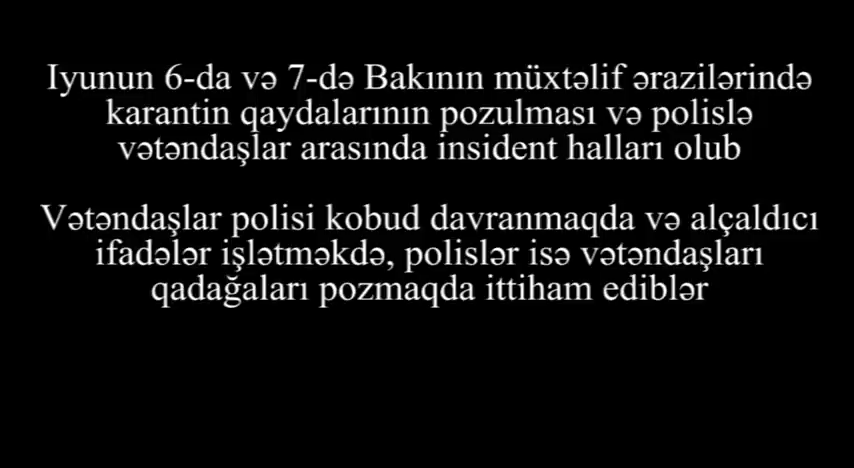 Iyunun 6-da və 7-də Bakının müxtəlif ərazilərində
karantin qaydalarının pozulması və polislə
vətəndaşlar arasında insident halları olub
Vətəndaşlar polisi kobud davranmaqda və alçaldıcı
ifadələr işlətməkdə, polislər isə vətəndaşları
qadağaları pozmaqda ittiham ediblər